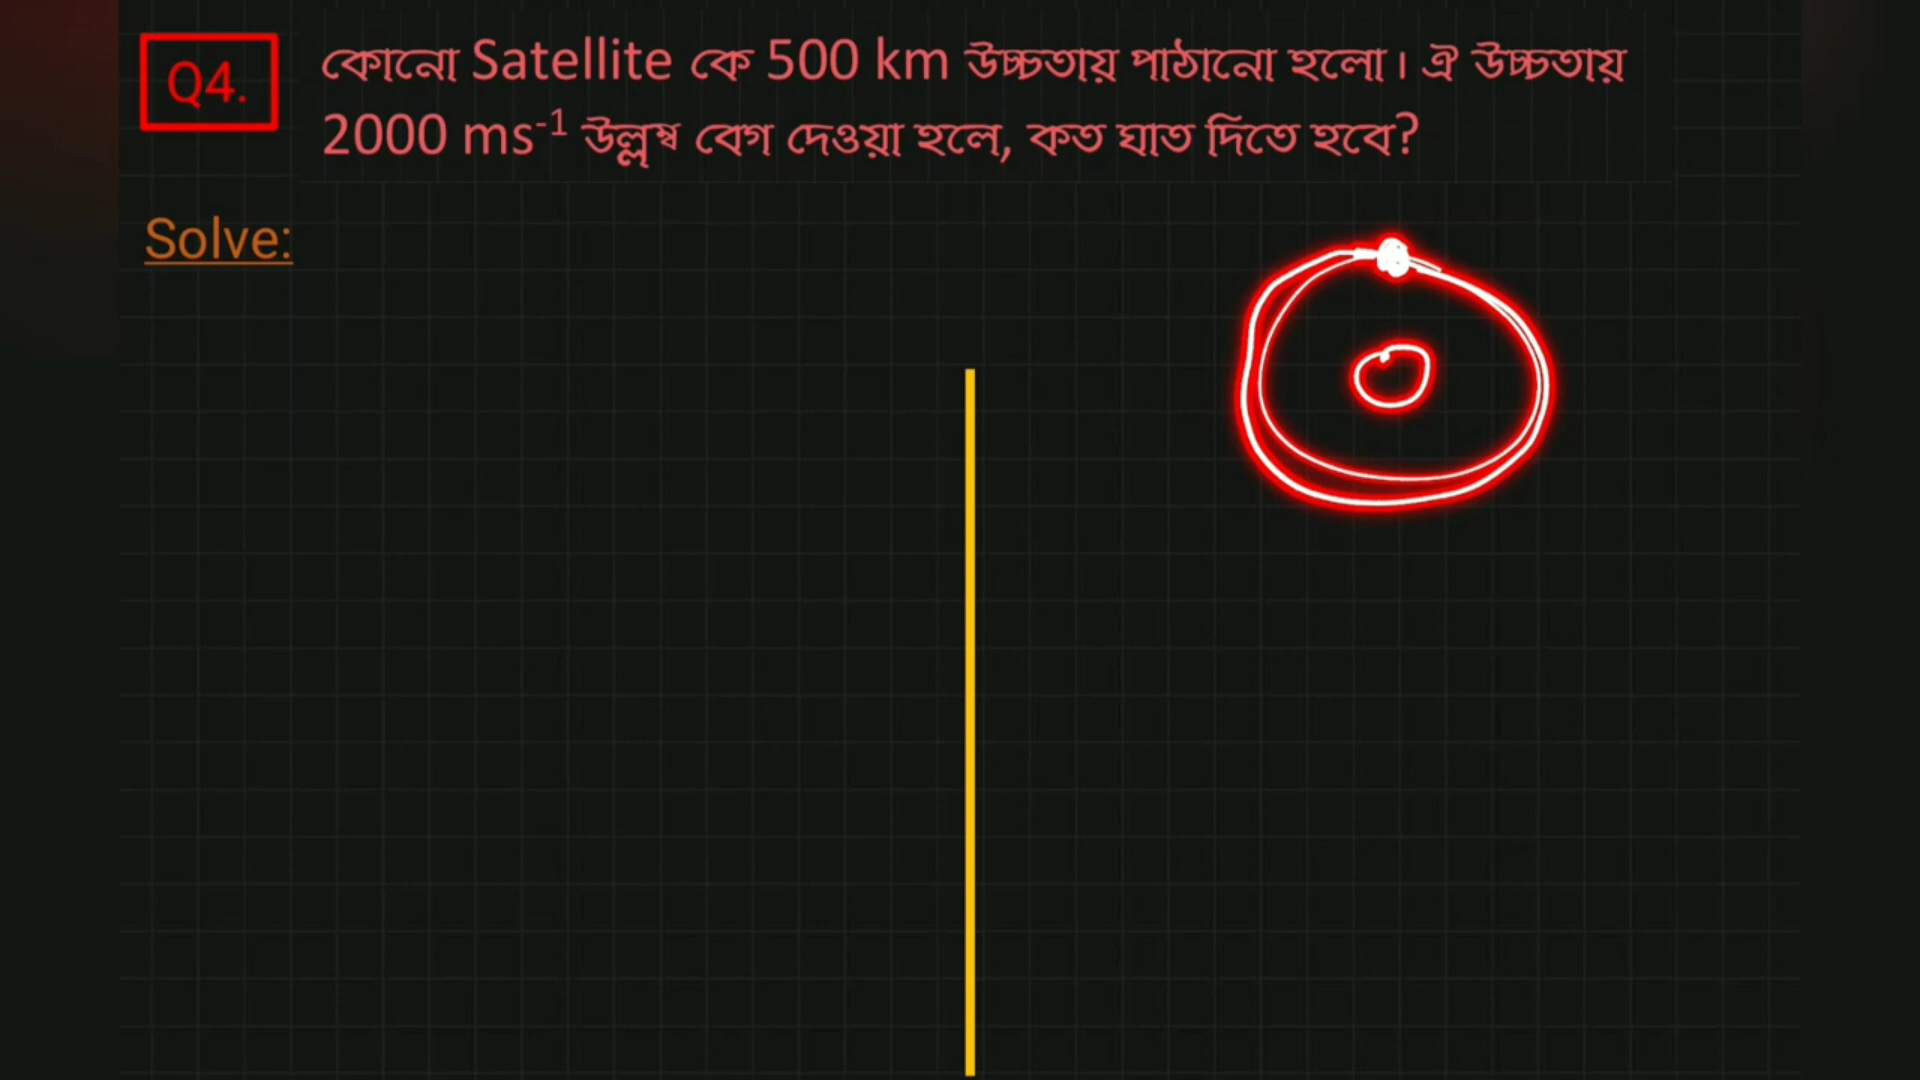 Q4.
কোনো Satellite কে 500 km উচ্চতায় পাঠানো হলো। ঐ উচ্চতায়
2000 ms⁻¹ উল্লম্ব বেগ দেওয়া হলে, কত ঘাত দিতে হবে?
Solve: